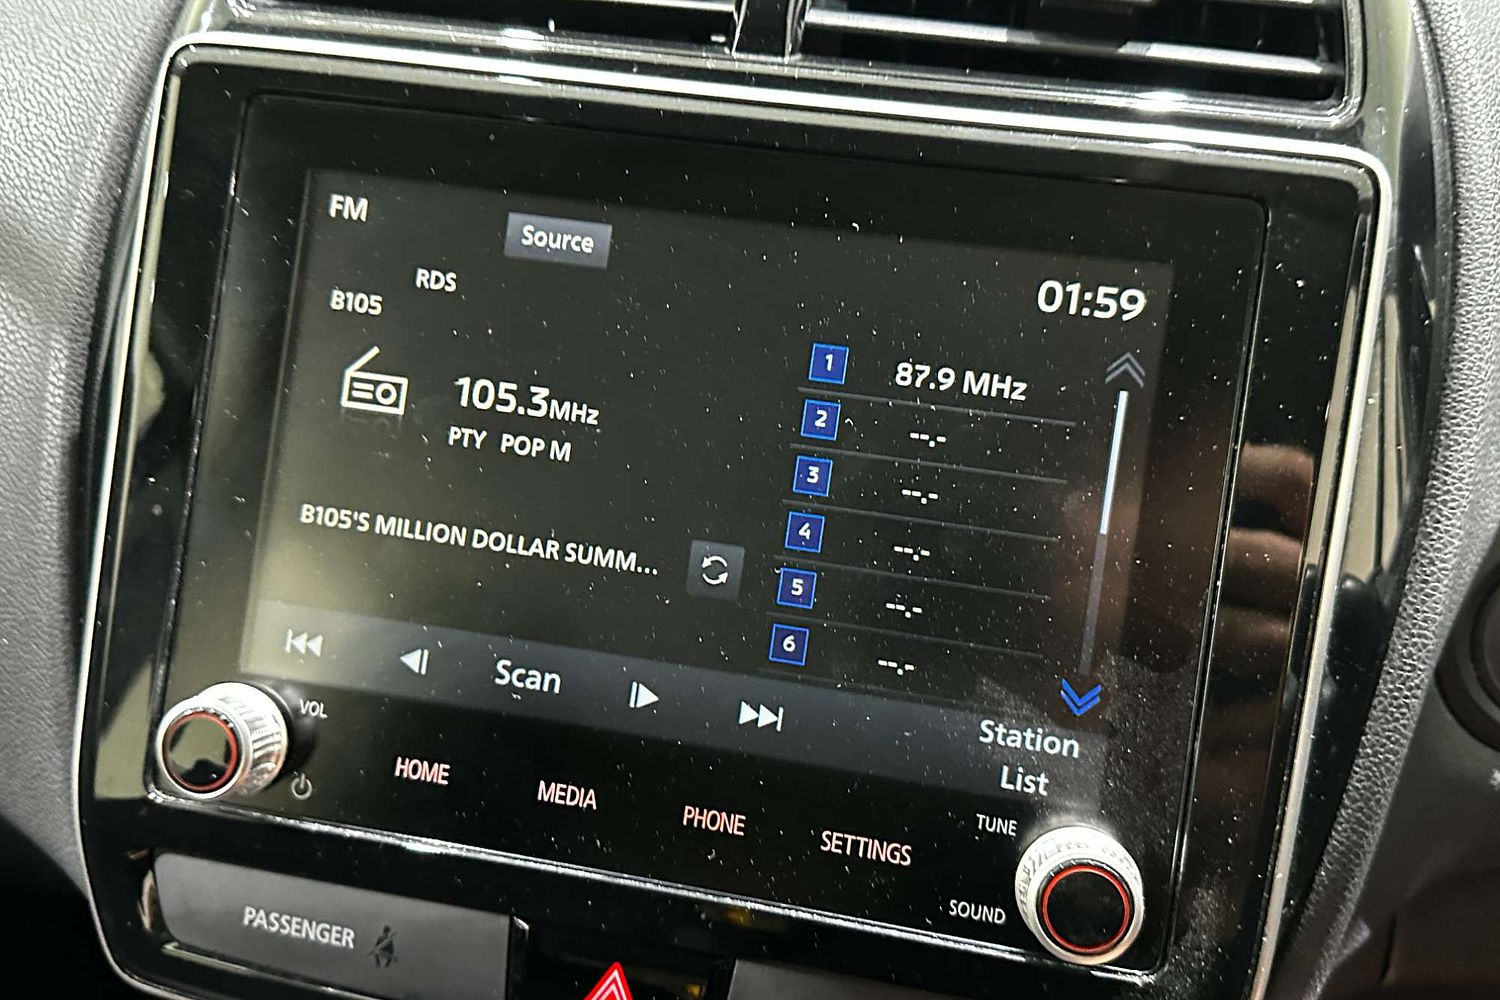 FM
Source
RDS
01:59
B105
105.3MHz
PTY POP M
B105'S MILLION DOLLAR SUMM...
1 87.9 MHz
2 --.--
3 --.--
4 --.--
5 --.--
6 --.--
Scan
Station
List
VOL
HOME
MEDIA
PHONE
SETTINGS
TUNE
SOUND
PASSENGER